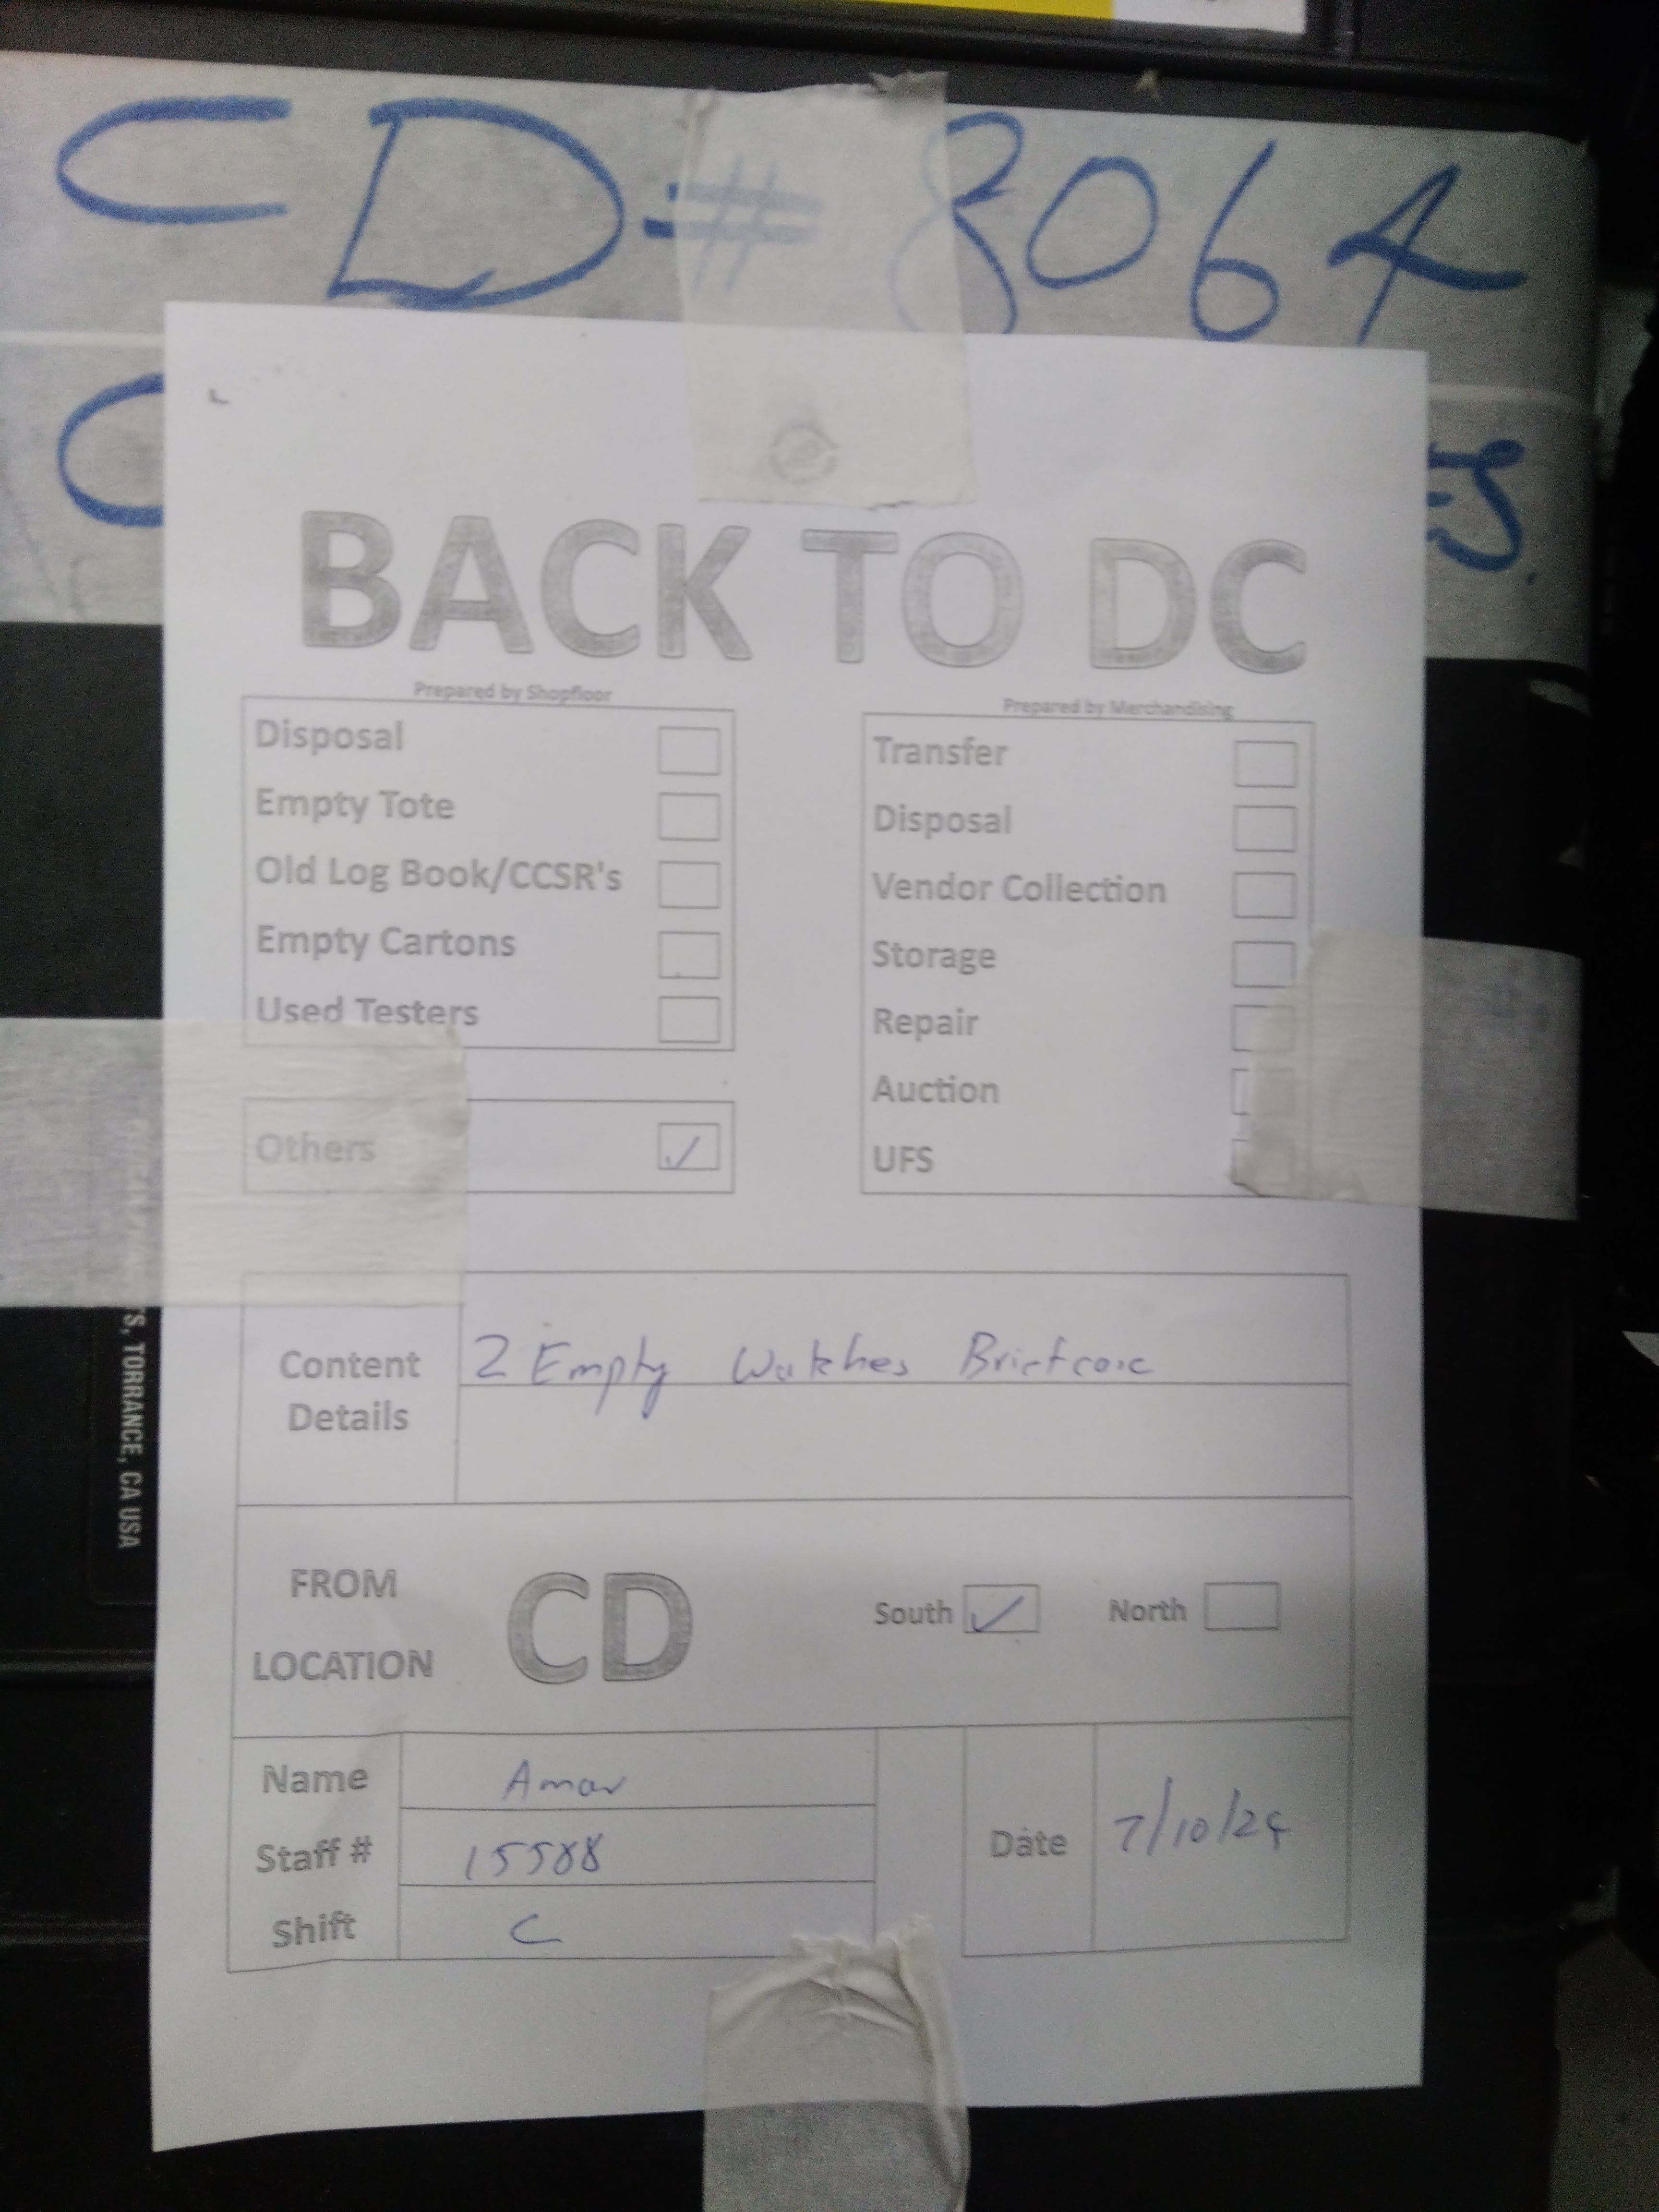 CD # 8064
BACK TO DC
Prepared by Shopfloor
Disposal
Empty Tote
Old Log Book/CCSR's
Empty Cartons
Used Testers
Others
Prepared by Merchandising
Transfer
Disposal
Vendor Collection
Storage
Repair
Auction
UFS
Content Details
2 Empty Watches Briefcase
FROM LOCATION
CD
South
North
Name
Amar
Staff #
15588
Shift
C
Date
7/10/24
TS, TORRANCE, CA USA